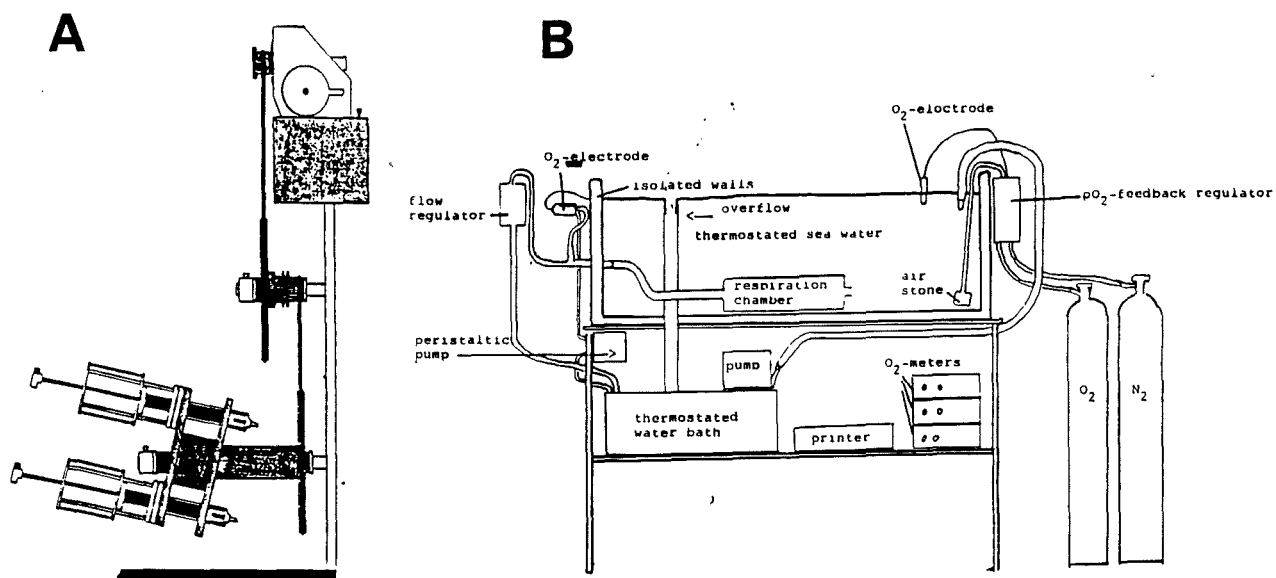 A
B
O2-eloctrode
O2-electrode
isolated walls
flow
regulator
overflow
pO2-feedback regulator
thermostated sea water
respiration
chamber
air
stone
peristaltic
pump
pump
O2-meters
O2
N2
thermostated
water bath
printer